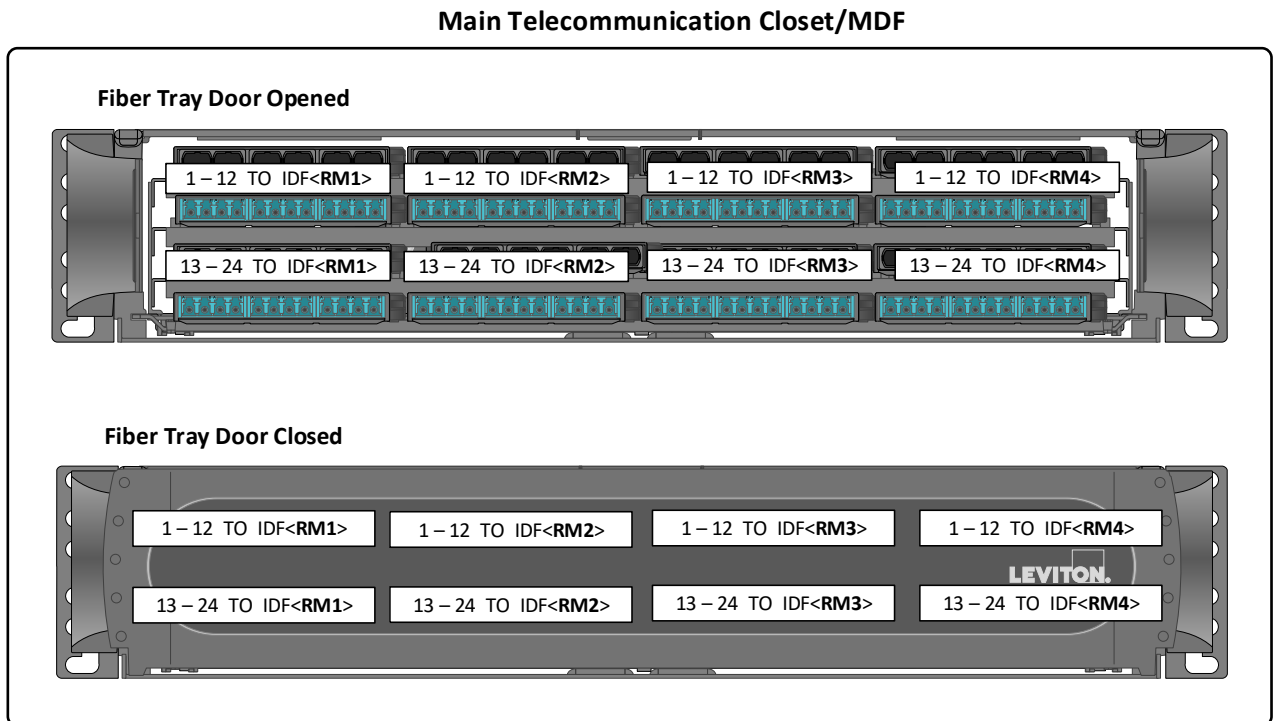 Main Telecommunication Closet/MDF
Fiber Tray Door Opened
1 – 12 TO IDF<RM1> 1 – 12 TO IDF<RM2> 1 – 12 TO IDF<RM3> 1 – 12 TO IDF<RM4>
13 – 24 TO IDF<RM1> 13 – 24 TO IDF<RM2> 13 – 24 TO IDF<RM3> 13 – 24 TO IDF<RM4>
Fiber Tray Door Closed
1 – 12 TO IDF<RM1> 1 – 12 TO IDF<RM2> 1 – 12 TO IDF<RM3> 1 – 12 TO IDF<RM4>
LEVITON.
13 – 24 TO IDF<RM1> 13 – 24 TO IDF<RM2> 13 – 24 TO IDF<RM3> 13 – 24 TO IDF<RM4>